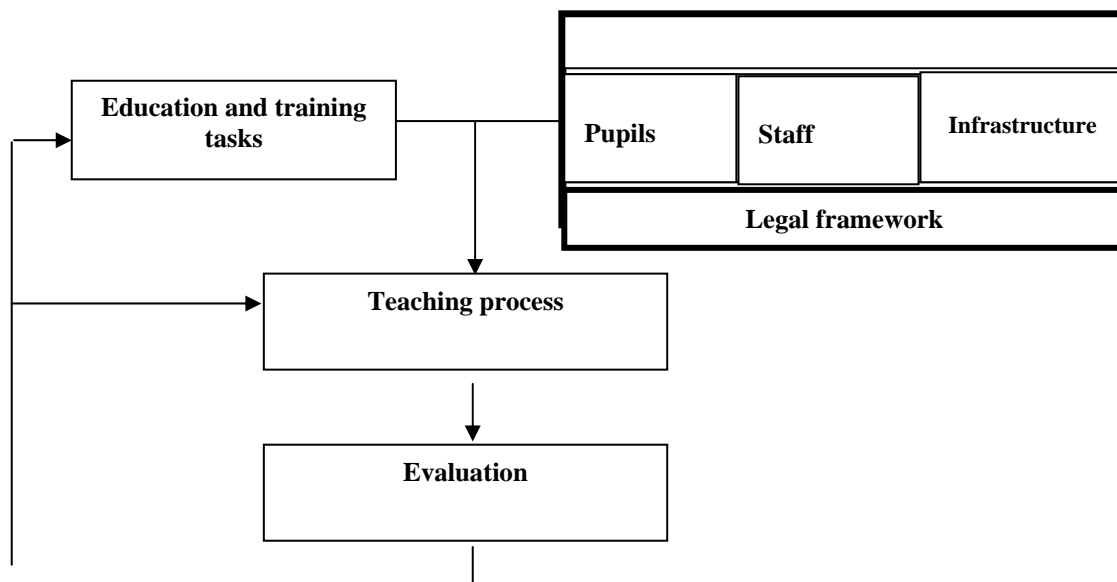 Education and training
tasks
Pupils
Staff
Infrastructure
Legal framework
Teaching process
Evaluation